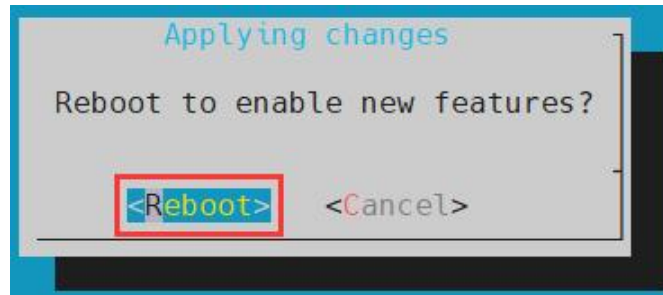 Applying changes
Reboot to enable new features?
<Reboot> <Cancel>